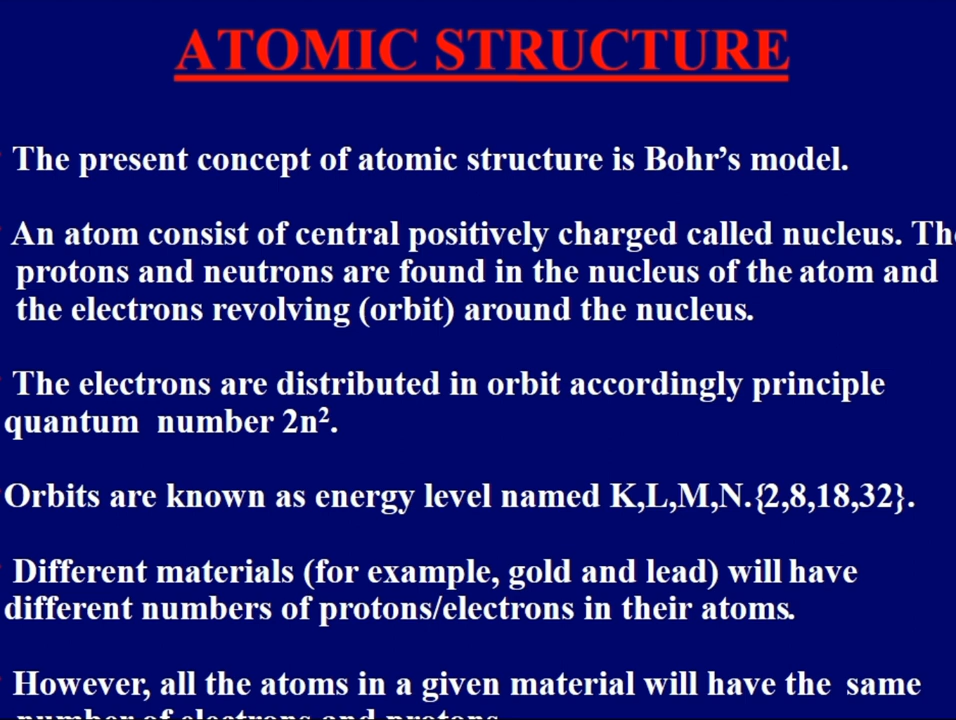 ATOMIC STRUCTURE
The present concept of atomic structure is Bohr’s model.
An atom consist of central positively charged called nucleus. The
protons and neutrons are found in the nucleus of the atom and
the electrons revolving (orbit) around the nucleus.
The electrons are distributed in orbit accordingly principle
quantum number 2n².
Orbits are known as energy level named K,L,M,N.{2,8,18,32}.
Different materials (for example, gold and lead) will have
different numbers of protons/electrons in their atoms.
However, all the atoms in a given material will have the same
number of electrons and protons